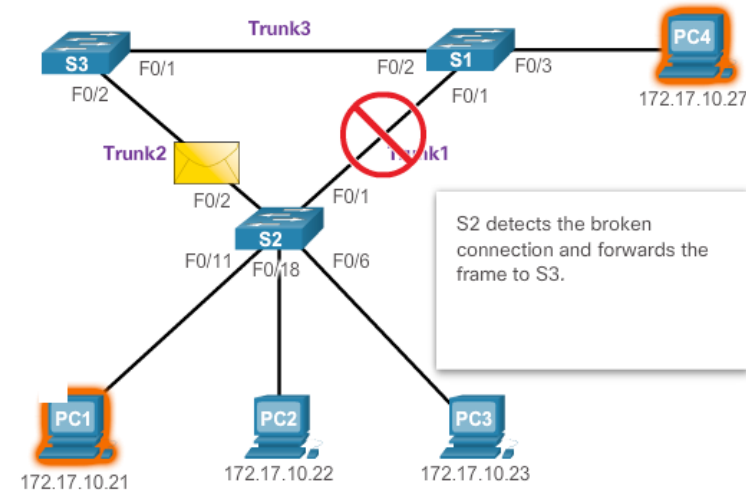 Trunk3
S3
S1
PC4
F0/1
F0/2
F0/3
F0/2
F0/1
172.17.10.27
Trunk2
Trunk1
F0/2
F0/1
S2
S2 detects the broken
connection and forwards the
frame to S3.
F0/11
F0/18
F0/6
PC1
PC2
PC3
172.17.10.21
172.17.10.22
172.17.10.23